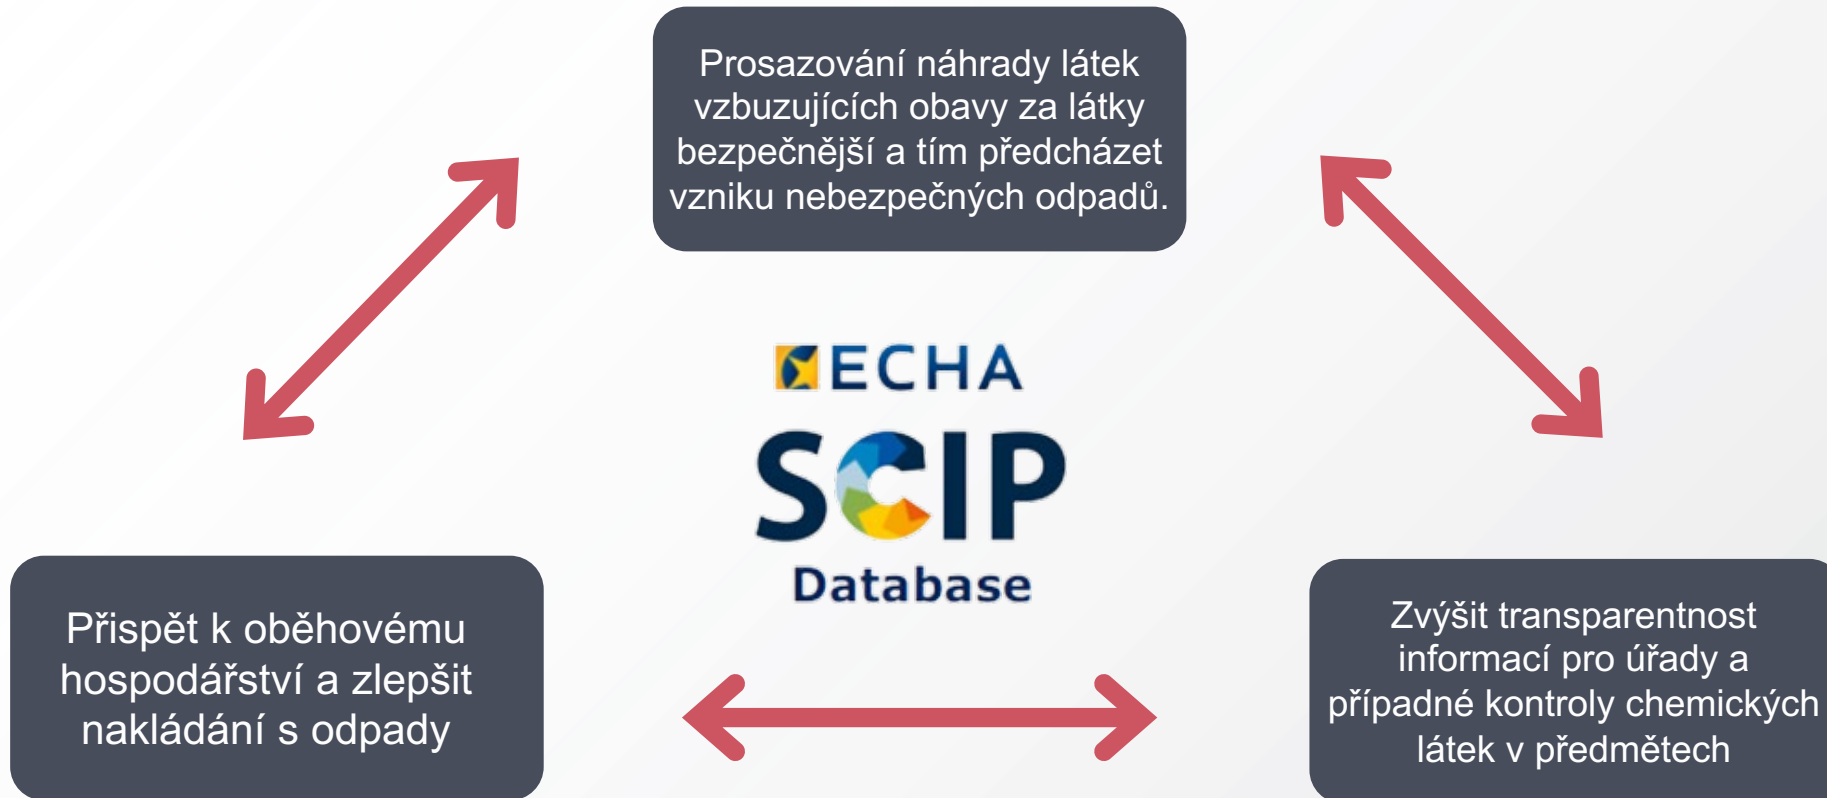 Prosazování náhrady látek
vzbuzujících obavy za látky
bezpečnější a tím předcházet
vzniku nebezpečných odpadů.
ECHA
SCIP
Database
Přispět k oběhovému
hospodářství a zlepšit
nakládání s odpady
Zvýšit transparentnost
informací pro úřady a
případné kontroly chemických
látek v předmětech